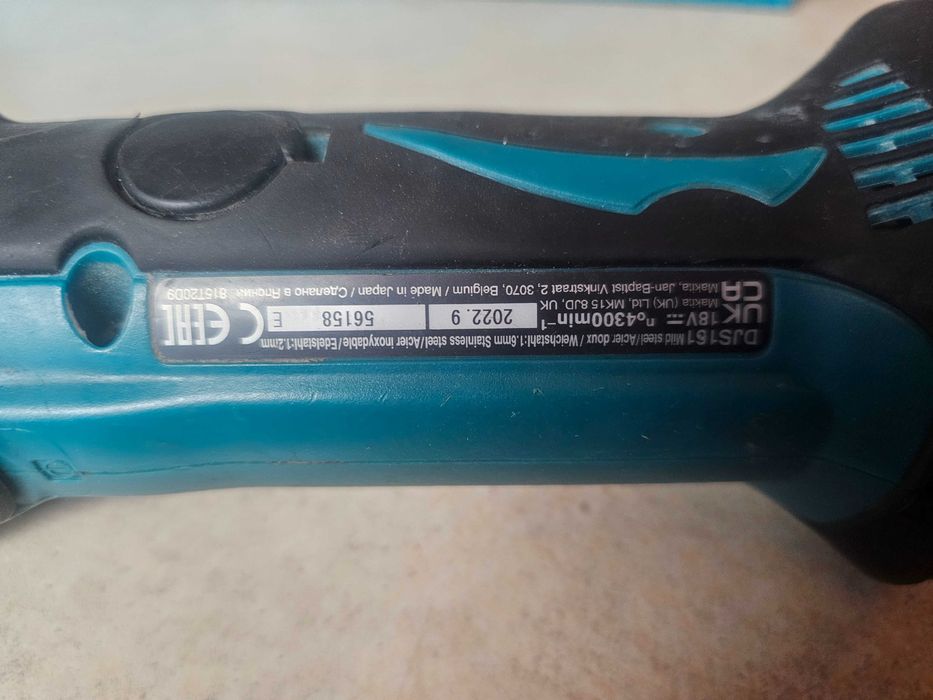 DJS161 Mild steel/Acier doux / Weichstahl:1.6mm Stainless steel/Acier inoxydable/Edelstahl:1.2mm
18V n₀4300min⁻¹ 2022.9 56158 E
UK CA CE EAC
Makita (UK) Ltd, MK15 8JD, UK
Makita, Jan-Baptist Vinkstraat, 2, 3070, Belgium / Made in Japan / Сделано в Японии 815T20D9